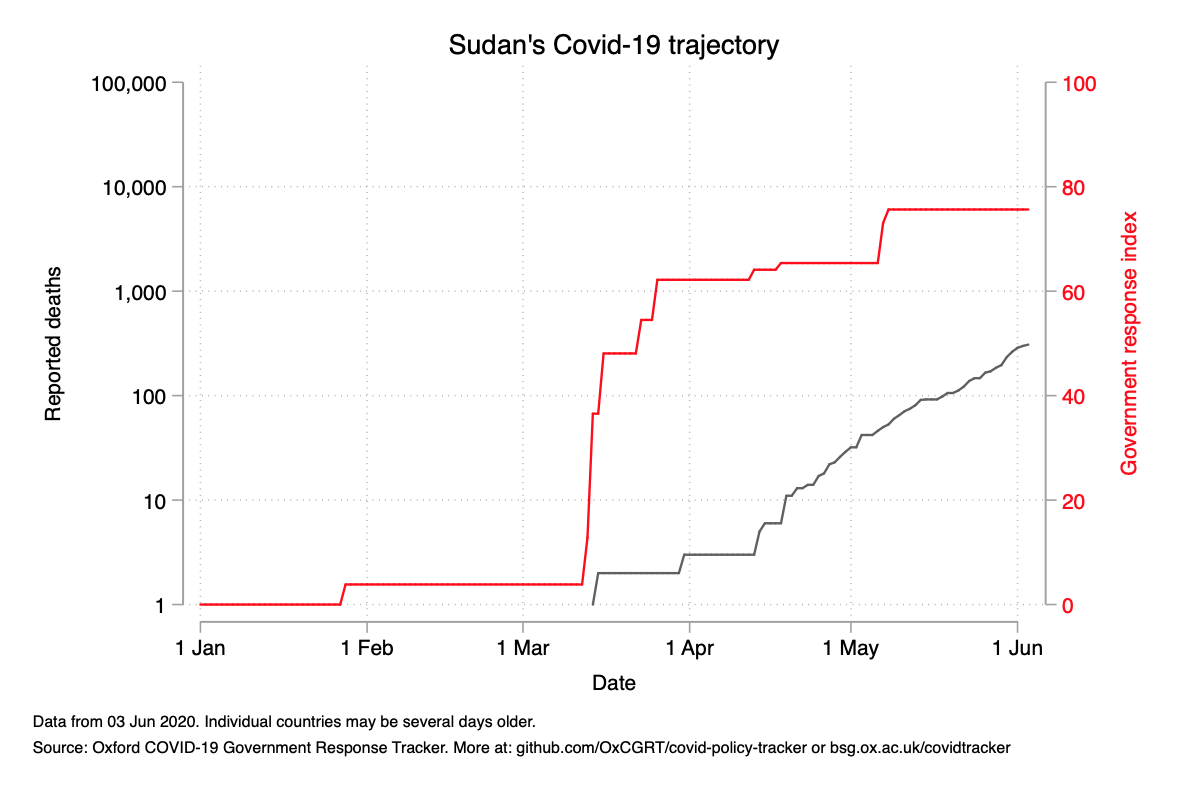 Sudan's Covid-19 trajectory
100,000
10,000
1,000
100
10
1
Reported deaths
100
80
60
40
20
0
Government response index
1 Jan 1 Feb 1 Mar 1 Apr 1 May 1 Jun
Date
Data from 03 Jun 2020. Individual countries may be several days older.
Source: Oxford COVID-19 Government Response Tracker. More at: github.com/OxCGRT/covid-policy-tracker or bsg.ox.ac.uk/covidtracker